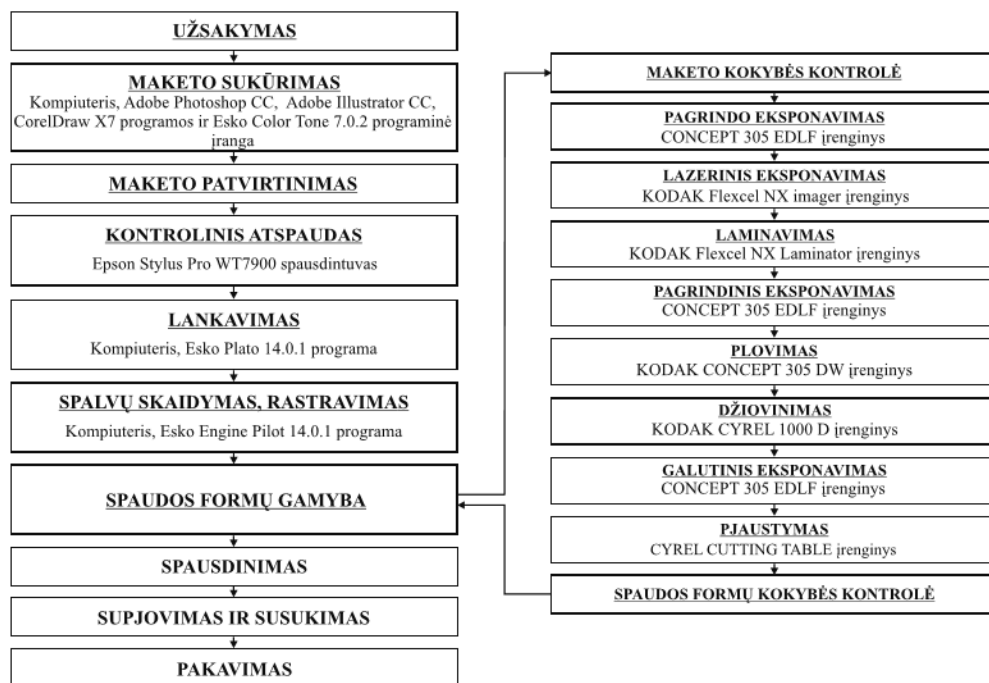 UŽSAKYMAS
MAKETO SUKŪRIMAS
Kompiuteris, Adobe Photoshop CC, Adobe Illustrator CC,
CorelDraw X7 programos ir Esko Color Tone 7.0.2 programinė
įranga
MAKETO PATVIRTINIMAS
KONTROLINIS ATSPAUDAS
Epson Stylus Pro WT7900 spausdintuvas
LANKAVIMAS
Kompiuteris, Esko Plato 14.0.1 programa
SPALVŲ SKAIDYMAS, RASTRAVIMAS
Kompiuteris, Esko Engine Pilot 14.0.1 programa
SPAUDOS FORMŲ GAMYBA
SPAUSDINIMAS
SUPJOVIMAS IR SUSUKIMAS
PAKAVIMAS
MAKETO KOKYBĖS KONTROLĖ
PAGRINDO EKSPONAVIMAS
CONCEPT 305 EDLF įrenginys
LAZERINIS EKSPONAVIMAS
KODAK Flexcel NX imager įrenginys
LAMINAVIMAS
KODAK Flexcel NX Laminator įrenginys
PAGRINDINIS EKSPONAVIMAS
CONCEPT 305 EDLF įrenginys
PLOVIMAS
KODAK CONCEPT 305 DW įrenginys
DŽIOVINIMAS
KODAK CYREL 1000 D įrenginys
GALUTINIS EKSPONAVIMAS
CONCEPT 305 EDLF įrenginys
PJAUSTYMAS
CYREL CUTTING TABLE įrenginys
SPAUDOS FORMŲ KOKYBĖS KONTROLĖ